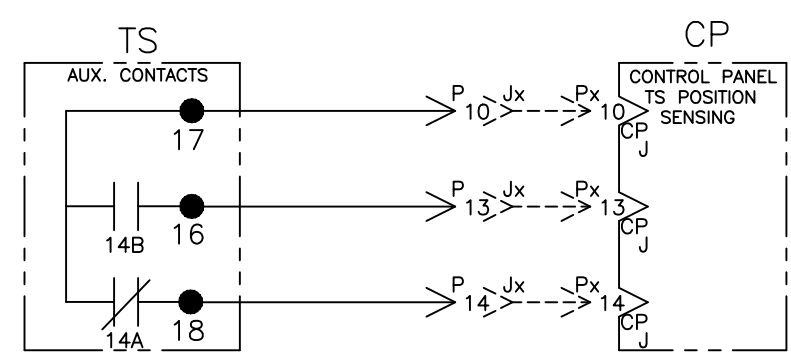 TS
AUX. CONTACTS
CP
CONTROL PANEL
TS POSITION
SENSING
17
P
10
Jx
Px
10
CP
J
14B
16
P
13
Jx
Px
13
CP
J
14A
18
P
14
Jx
Px
14
CP
J